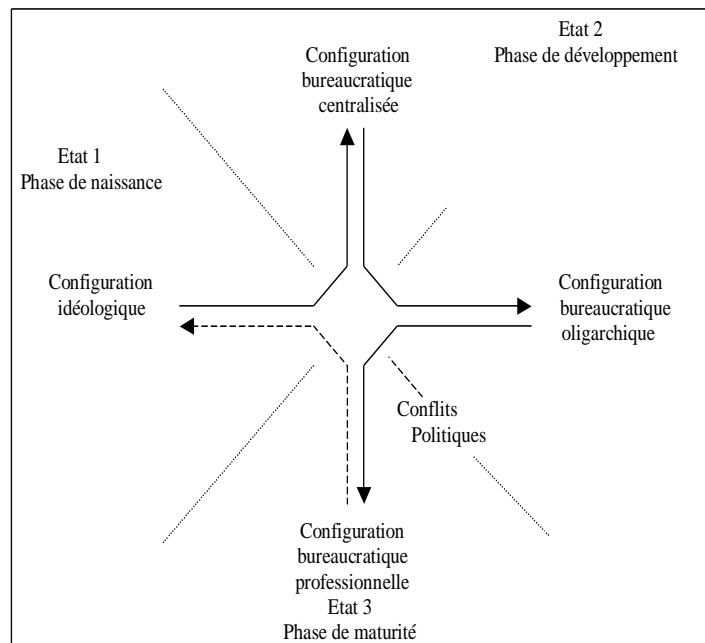 Etat 2
Phase de développement
Configuration
bureaucratique
centralisée
Etat 1
Phase de naissance
Configuration
idéologique
Configuration
bureaucratique
oligarchique
Conflits
Politiques
Configuration
bureaucratique
professionnelle
Etat 3
Phase de maturité